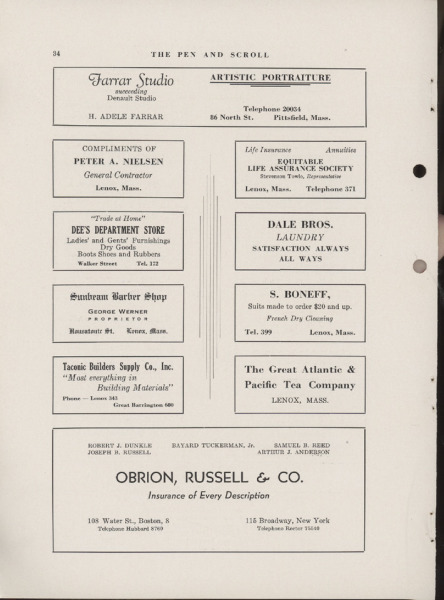 34
THE PEN AND SCROLL
Farrar Studio
succeeding
Denault Studio
H. ADELE FARRAR
ARTISTIC PORTRAITURE
Telephone 20034
86 North St. Pittsfield, Mass.
COMPLIMENTS OF
PETER A. NIELSEN
General Contractor
Lenox, Mass.
Life Insurance Annuities
EQUITABLE
LIFE ASSURANCE SOCIETY
Stevenson Towle, Representative
Lenox, Mass. Telephone 371
"Trade at Home"
DEE'S DEPARTMENT STORE
Ladies' and Gents' Furnishings
Dry Goods
Boots Shoes and Rubbers
Walker Street Tel. 172
DALE BROS.
LAUNDRY
SATISFACTION ALWAYS
ALL WAYS
Sunbeam Barber Shop
GEORGE WERNER
PROPRIETOR
Housatonic St. Lenox, Mass.
S. BONEFF,
Suits made to order $20 and up.
French Dry Cleaning
Tel. 399 Lenox, Mass.
Taconic Builders Supply Co., Inc.
"Most everything in
Building Materials"
Phone — Lenox 343
Great Barrington 680
The Great Atlantic &
Pacific Tea Company
LENOX, MASS.
ROBERT J. DUNKLE BAYARD TUCKERMAN, Jr. SAMUEL B. REED
JOSEPH B. RUSSELL ARTHUR J. ANDERSON
OBRION, RUSSELL & CO.
Insurance of Every Description
108 Water St., Boston, 8 115 Broadway, New York
Telephone Hubbard 8760 Telephone Rector 75540